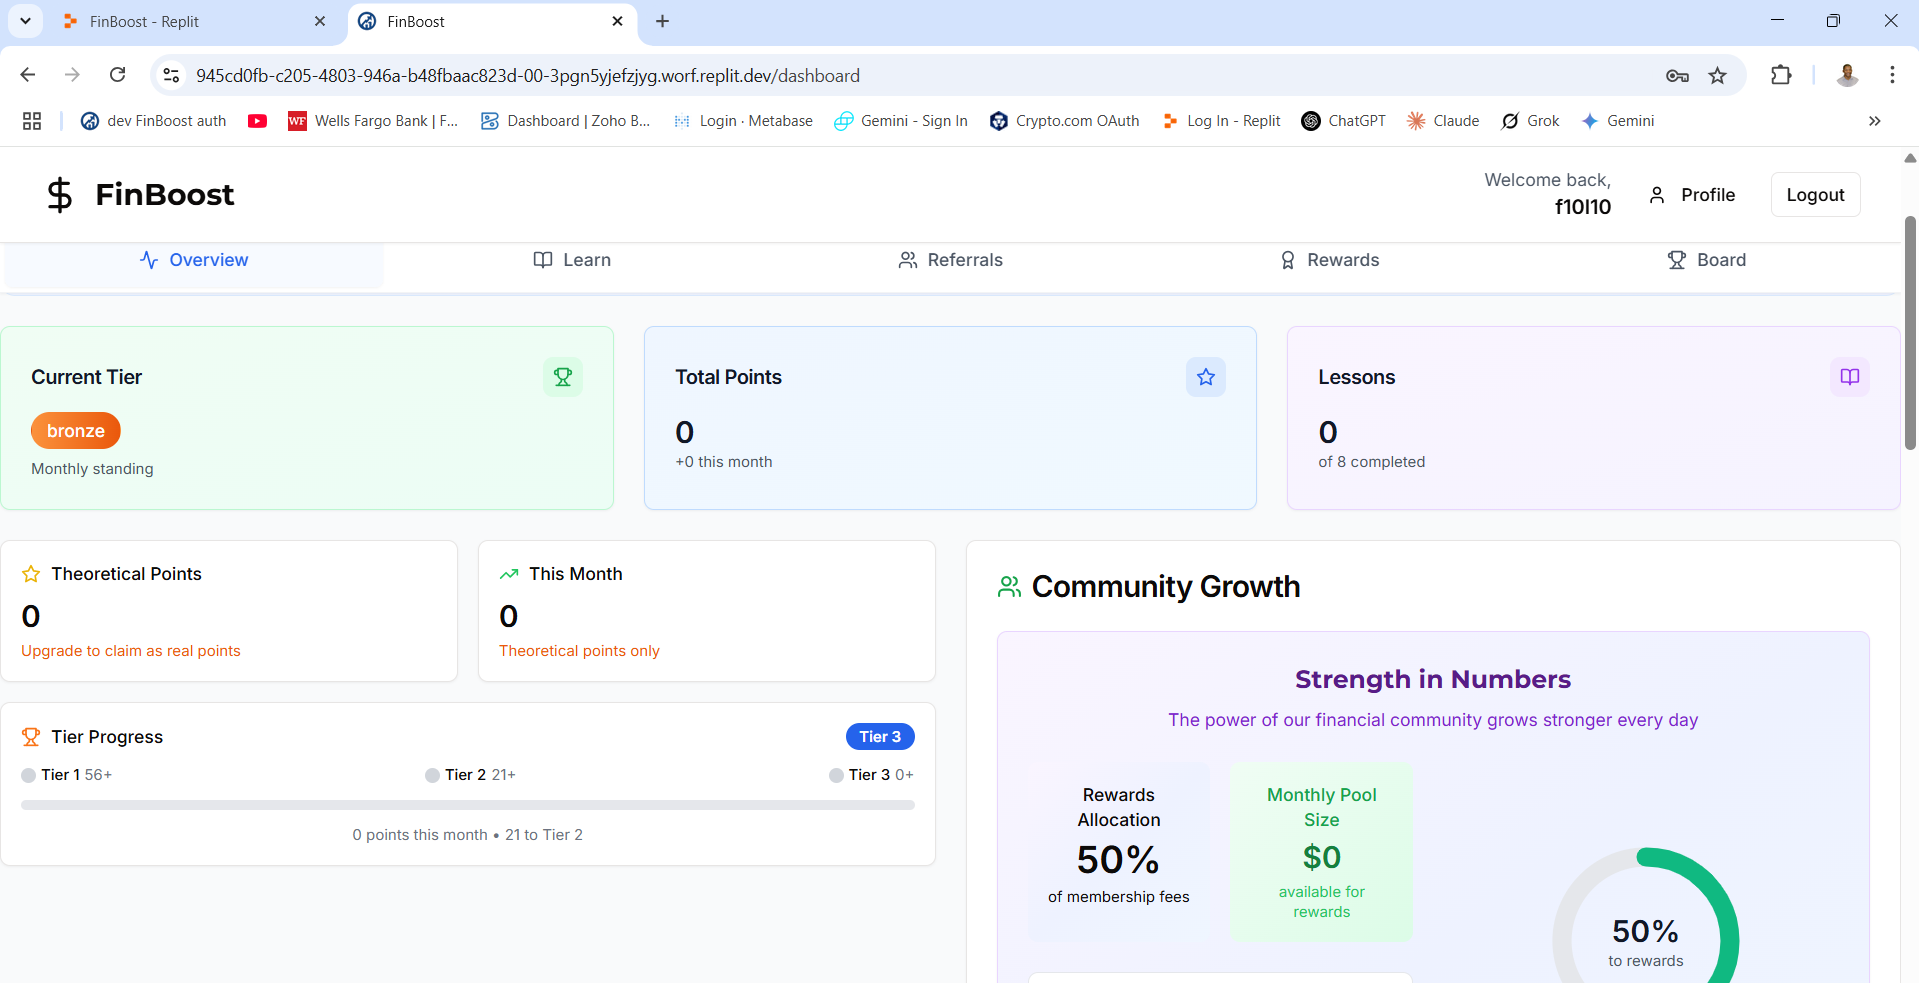 FinBoost - Replit
FinBoost
945cd0fb-c205-4803-946a-b48fbaac823d-00-3pgn5yjefzjyg.worf.replit.dev/dashboard
dev FinBoost auth
WF
Wells Fargo Bank | F...
Dashboard | Zoho B...
Login · Metabase
Gemini - Sign In
Crypto.com OAuth
Log In - Replit
ChatGPT
Claude
Grok
Gemini
FinBoost
Welcome back,
f10l10
Profile
Logout
Overview
Learn
Referrals
Rewards
Board
Current Tier
bronze
Monthly standing
Total Points
0
+0 this month
Lessons
0
of 8 completed
Theoretical Points
0
Upgrade to claim as real points
This Month
0
Theoretical points only
Tier Progress
Tier 3
Tier 1 56+
Tier 2 21+
Tier 3 0+
0 points this month • 21 to Tier 2
Community Growth
Strength in Numbers
The power of our financial community grows stronger every day
Rewards
Allocation
50%
of membership fees
Monthly Pool
Size
$0
available for
rewards
50%
to rewards